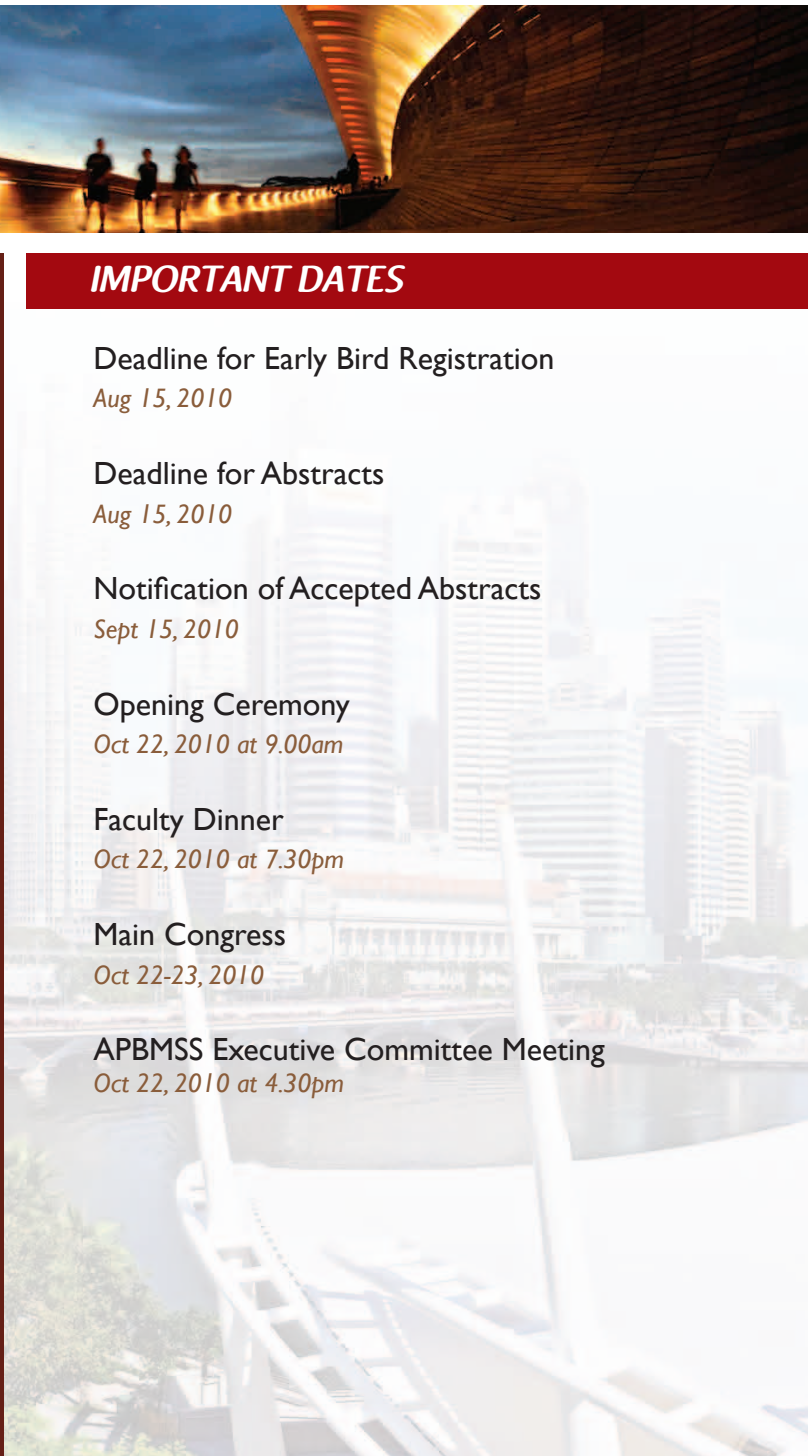 IMPORTANT DATES
Deadline for Early Bird Registration
Aug 15, 2010
Deadline for Abstracts
Aug 15, 2010
Notification of Accepted Abstracts
Sept 15, 2010
Opening Ceremony
Oct 22, 2010 at 9.00am
Faculty Dinner
Oct 22, 2010 at 7.30pm
Main Congress
Oct 22-23, 2010
APBMSS Executive Committee Meeting
Oct 22, 2010 at 4.30pm